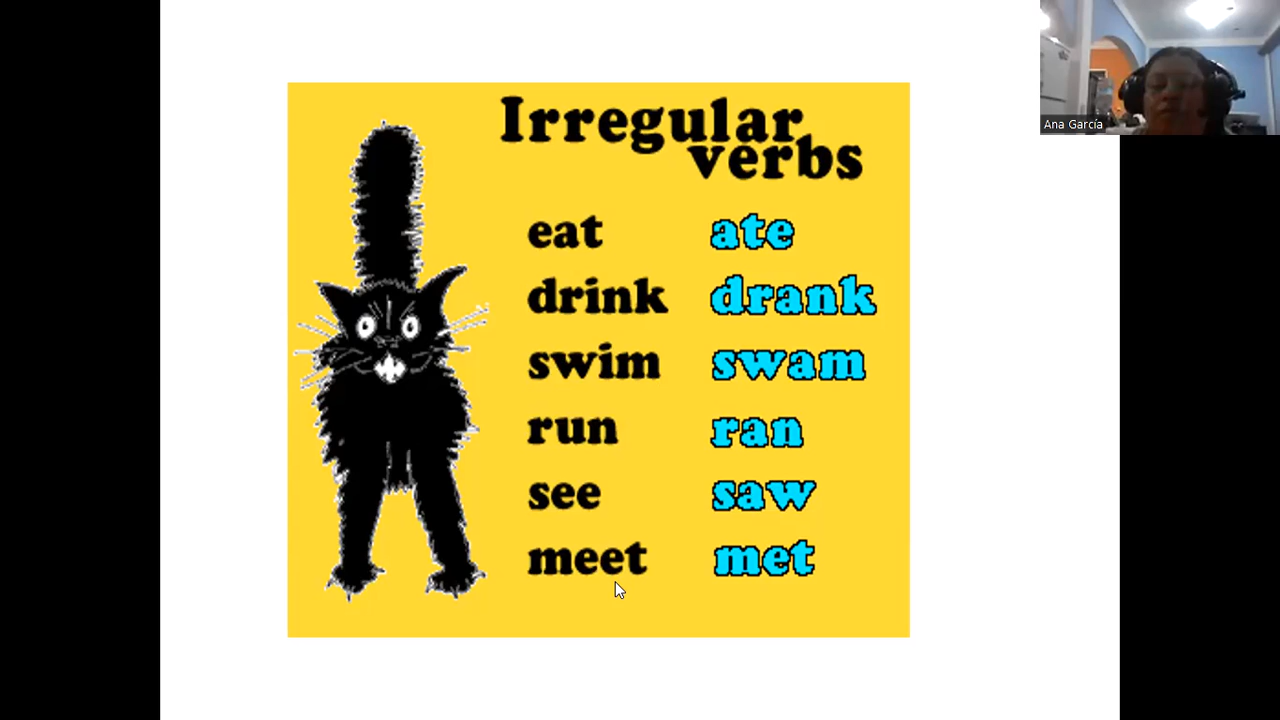 Irregular
verbs
eat ate
drink drank
swim swam
run ran
see saw
meet met
Ana García